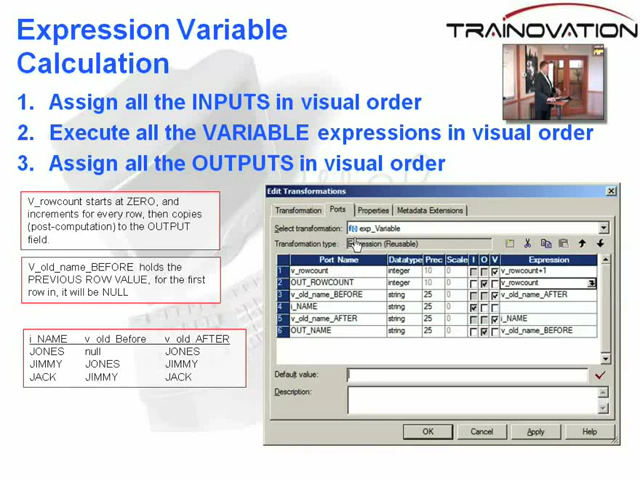 Expression Variable
Calculation
TRAINOVATION
1. Assign all the INPUTS in visual order
2. Execute all the VARIABLE expressions in visual order
3. Assign all the OUTPUTS in visual order
V_rowcount starts at ZERO, and
increments for every row, then copies
(post-computation) to the OUTPUT
field.
V_old_name_BEFORE holds the
PREVIOUS ROW VALUE, for the first
row in, it will be NULL
i_NAME v_old_Before v_old_AFTER
JONES null JONES
JIMMY JONES JIMMY
JACK JIMMY JACK
Edit Transformations
Transformation Ports Properties Metadata Extensions
Select transformation: f(x) exp_Variable
Transformation type: Expression (Reusable)
Port Name Datatype Prec Scale I O V Expression
1 v_rowcount integer 10 0 v_rowcount+1
2 OUT_ROWCOUNT integer 10 0 v_rowcount
3 v_old_name_BEFORE string 25 0 v_old_name_AFTER
4 i_NAME string 25 0
5 v_old_name_AFTER string 25 0 i_NAME
6 OUT_NAME string 25 0 v_old_name_BEFORE
Default value:
Description:
OK Cancel Apply Help